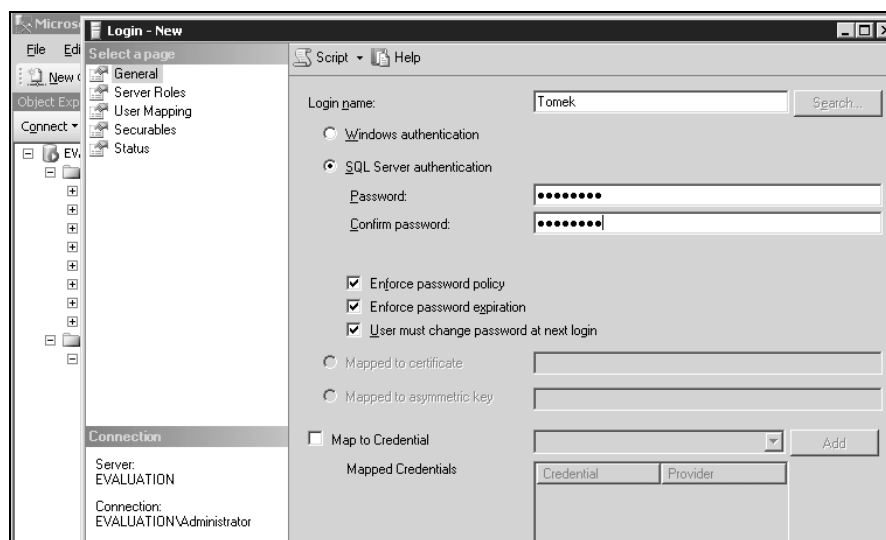 Micros
Login - New
File Edi
New
Object Exp
Connect
EV
Select a page
General
Server Roles
User Mapping
Securables
Status
Connection
Server:
EVALUATION
Connection:
EVALUATION\Administrator
Script Help
Login name: Tomek Search...
Windows authentication
SQL Server authentication
Password: ●●●●●●●●
Confirm password: ●●●●●●●●
Enforce password policy
Enforce password expiration
User must change password at next login
Mapped to certificate
Mapped to asymmetric key
Map to Credential Add
Mapped Credentials Credential Provider